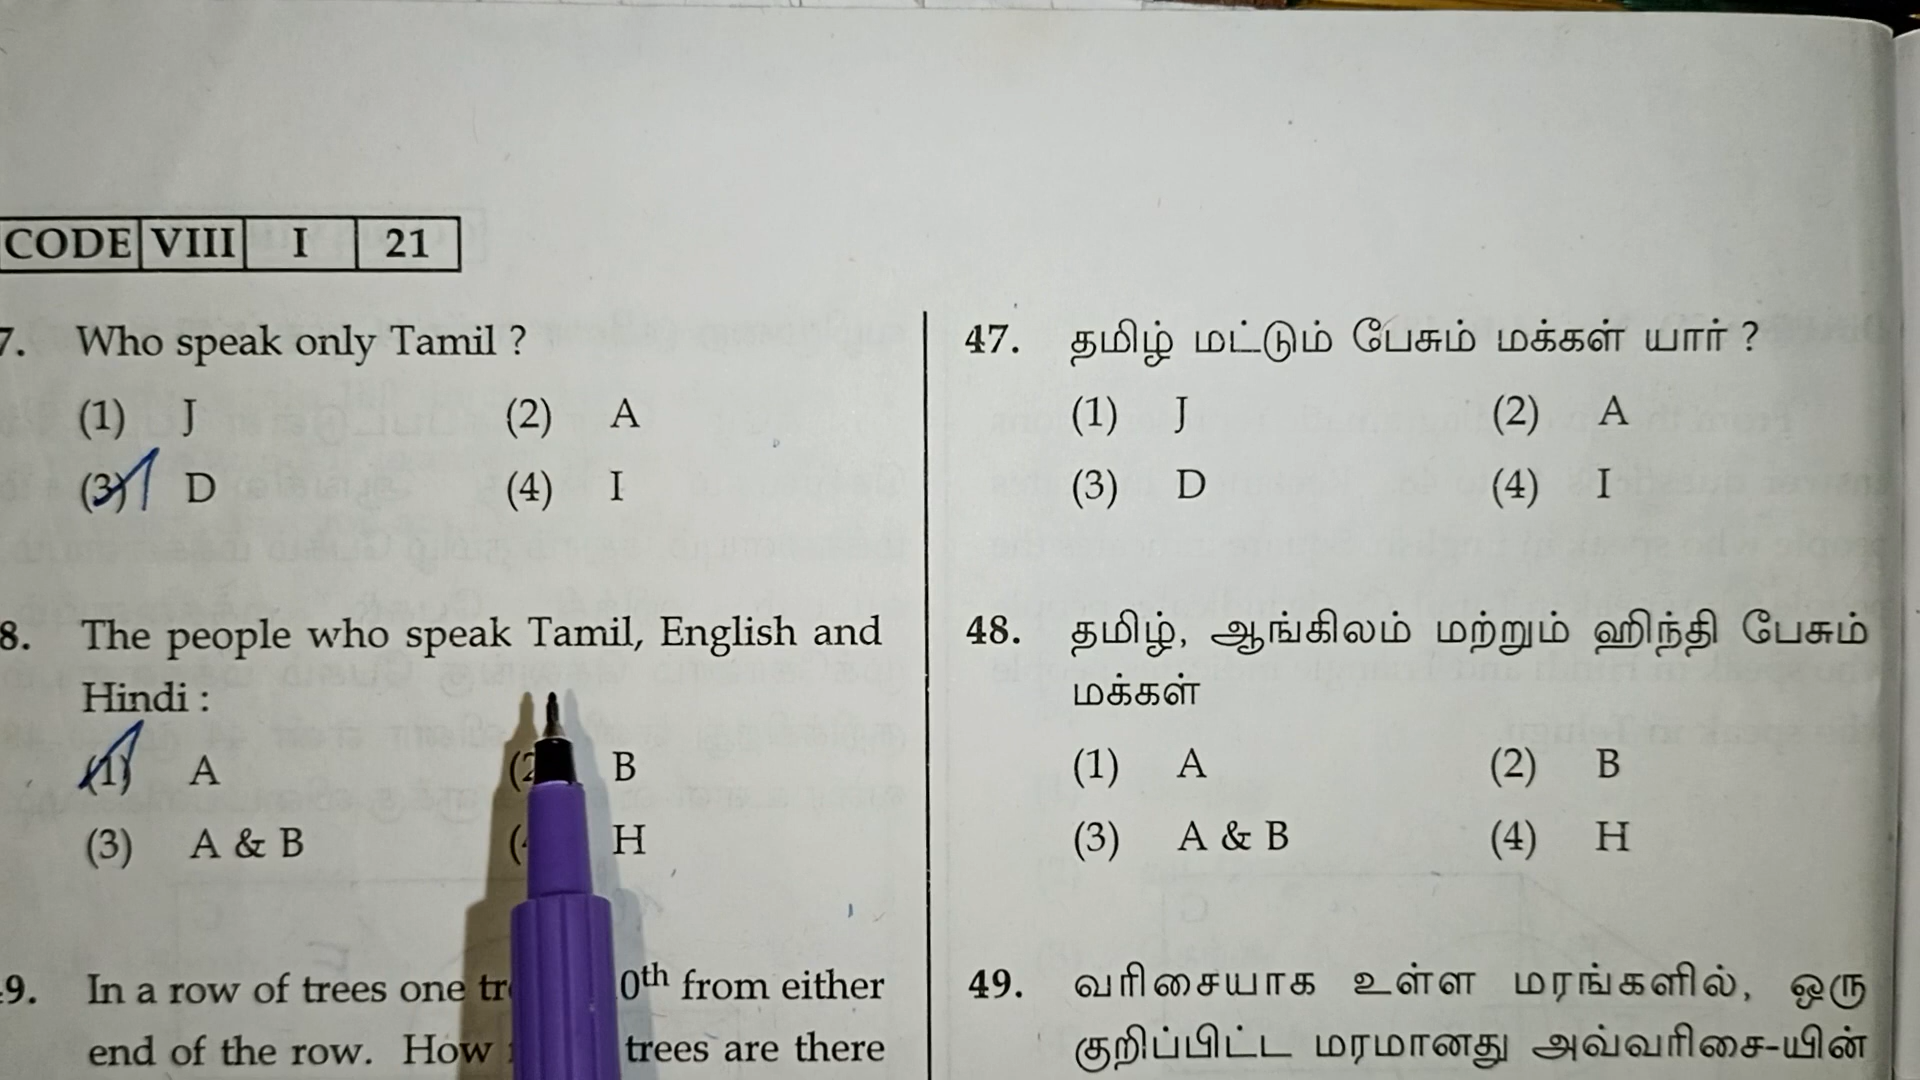 CODE VIII I 21
7. Who speak only Tamil ?
(1) J (2) A
(3) D (4) I
8. The people who speak Tamil, English and
Hindi :
(1) A B
(3) A & B H
9. In a row of trees one 0th from either
end of the row. How trees are there
47. தமிழ் மட்டும் பேசும் மக்கள் யார் ?
(1) J (2) A
(3) D (4) I
48. தமிழ், ஆங்கிலம் மற்றும் ஹிந்தி பேசும்
மக்கள்
(1) A (2) B
(3) A & B (4) H
49. வரிசையாக உள்ள மரங்களில், ஒரு
குறிப்பிட்ட மரமானது அவ்வரிசை-யின்